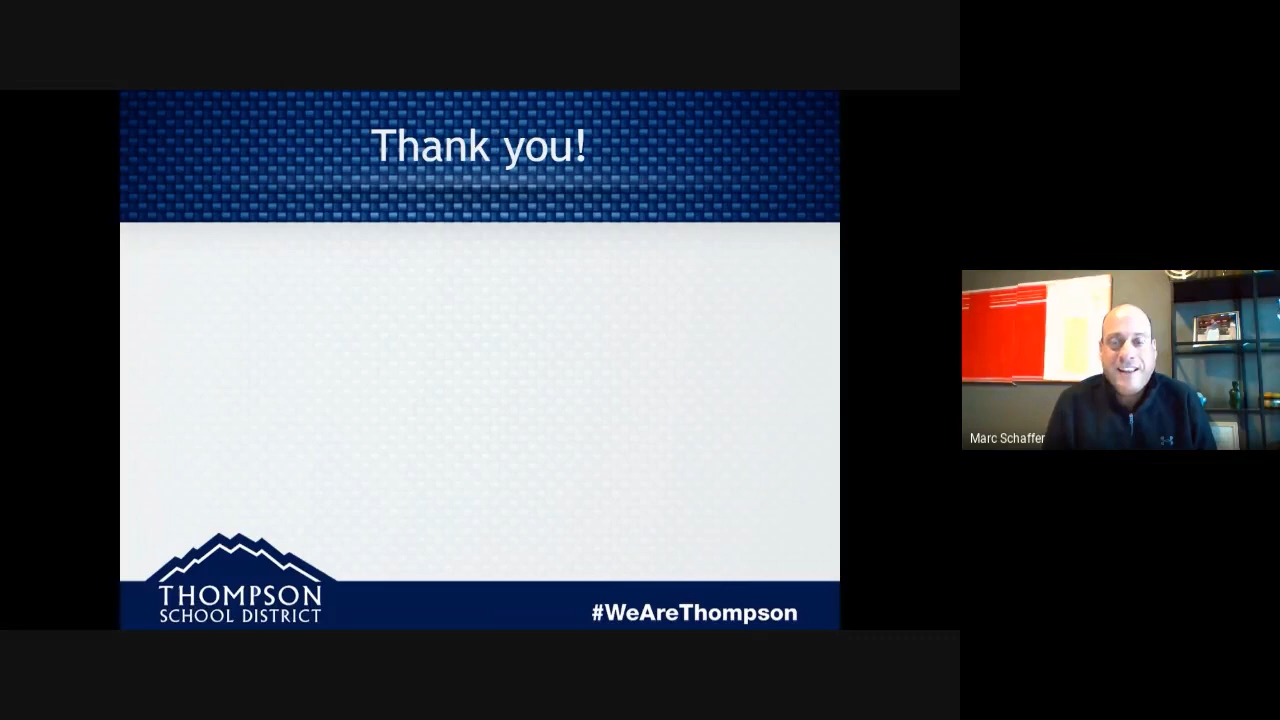 Thank you!
THOMPSON
SCHOOL DISTRICT
#WeAreThompson
Marc Schaffer